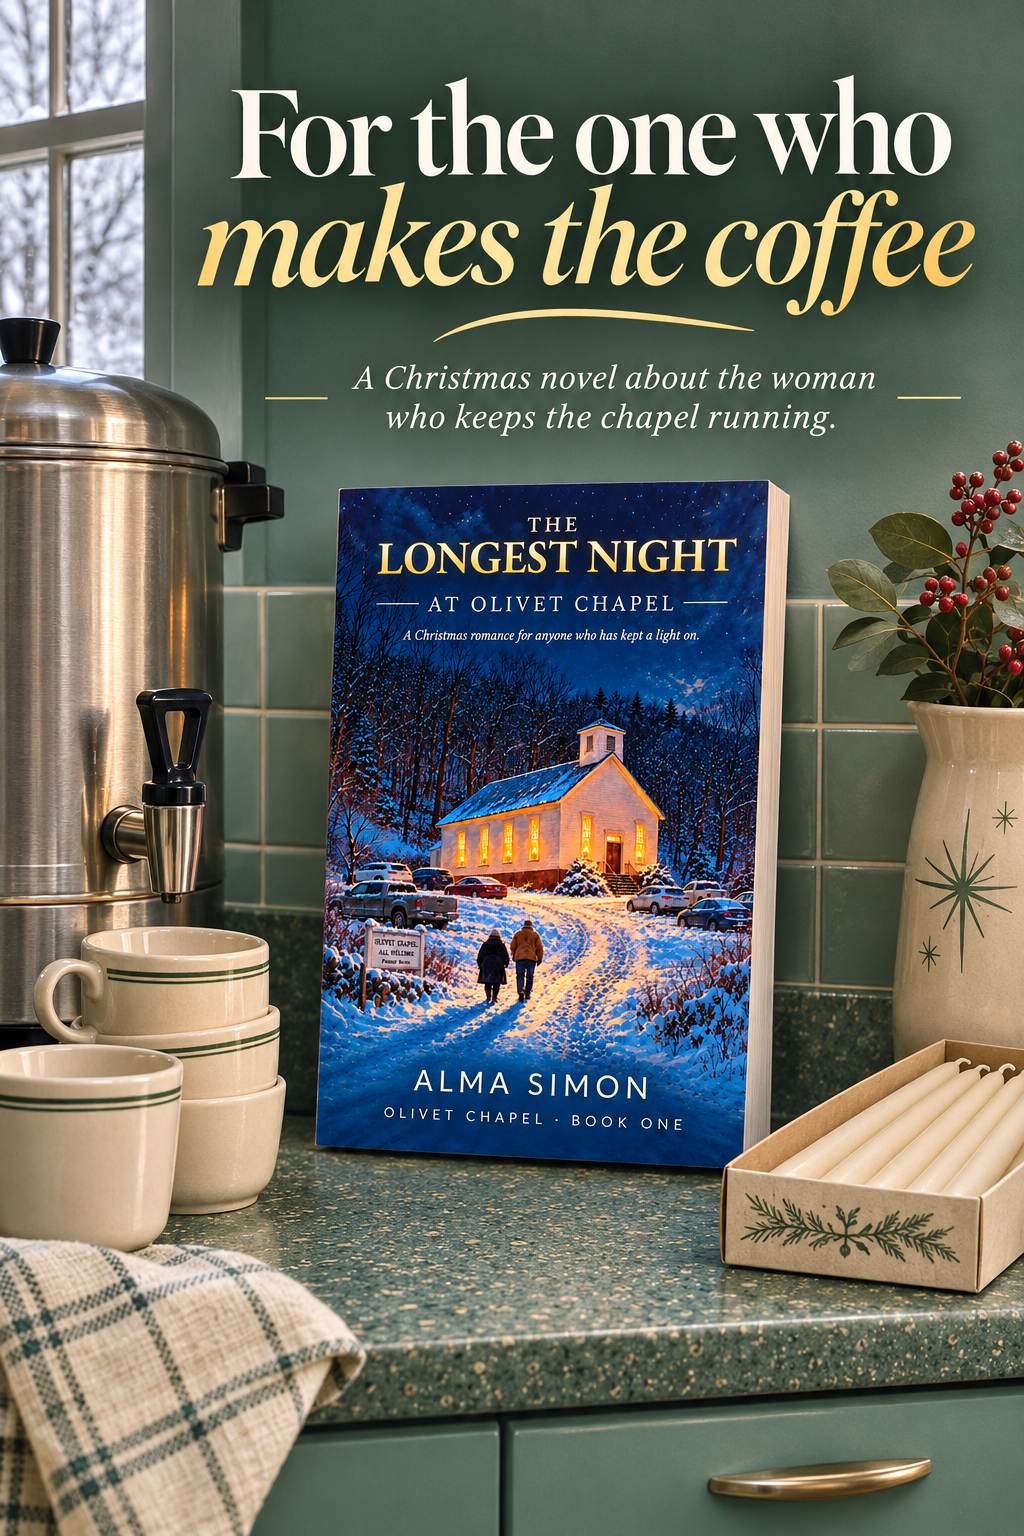 For the one who
makes the coffee
A Christmas novel about the woman
who keeps the chapel running.
THE
LONGEST NIGHT
AT OLIVET CHAPEL
A Christmas romance for anyone who has kept a light on.
OLIVET CHAPEL
ALL WELCOME
ALMA SIMON
OLIVET CHAPEL · BOOK ONE